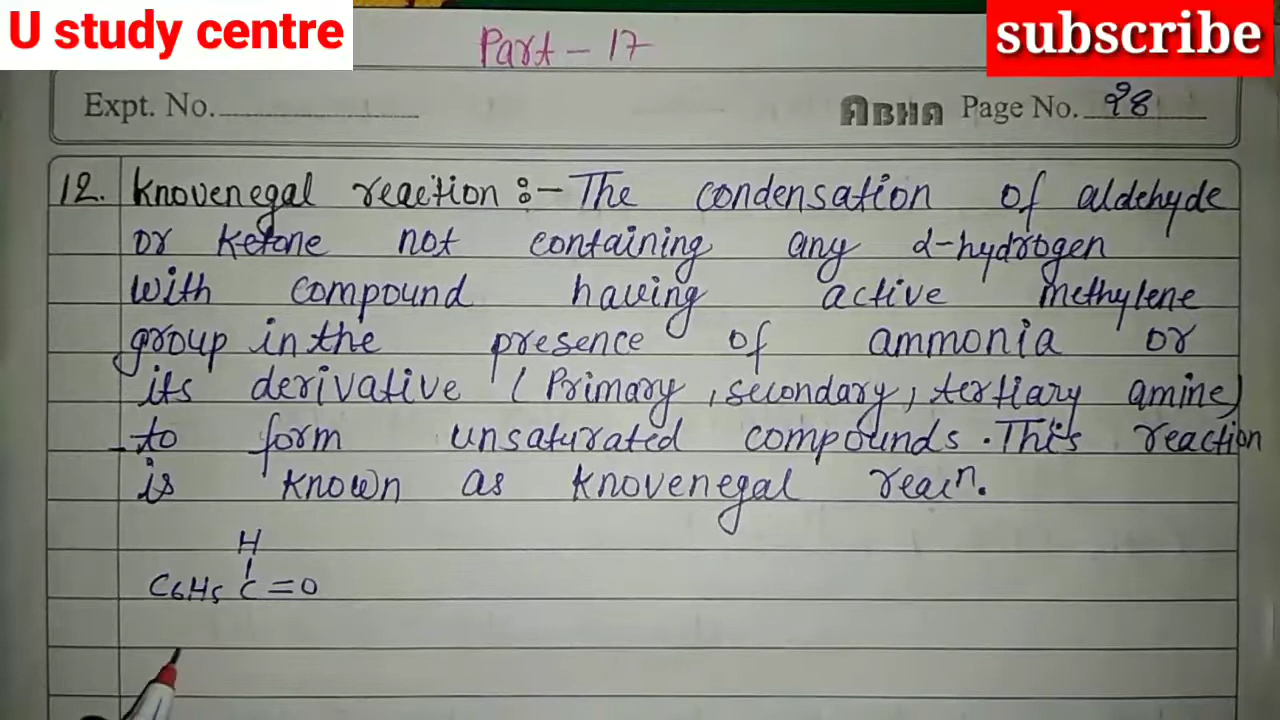 U study centre
Part - 17
subscribe
Expt. No.
ABHA Page No. 28
12. Knovenegal reaction :- The condensation of aldehyde
or Ketone not containing any α-hydrogen
with compound having active methylene
group in the presence of ammonia or
its derivative (Primary, secondary, tertiary amine)
to form unsaturated compounds. This reaction
is known as knovenegal reacn.
H
C6H5 C=O